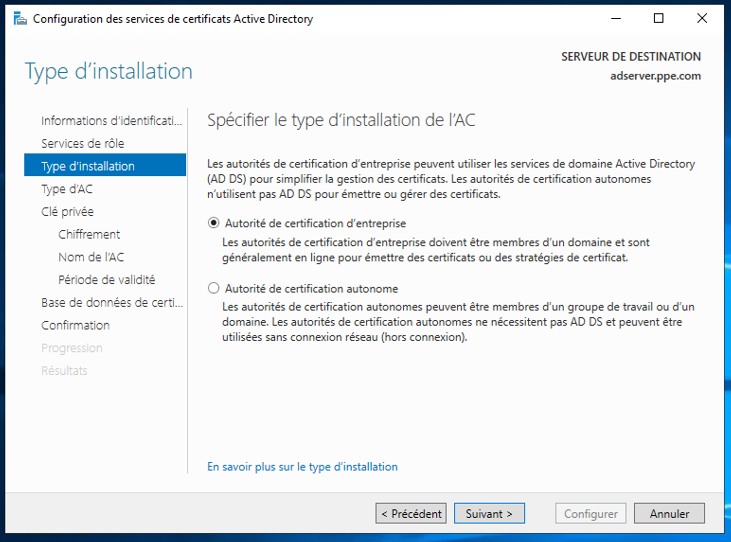 Configuration des services de certificats Active Directory
Type d’installation
SERVEUR DE DESTINATION
adserver.ppe.com
Informations d’identificati...
Services de rôle
Type d’installation
Type d’AC
Clé privée
Chiffrement
Nom de l’AC
Période de validité
Base de données de certi...
Confirmation
Progression
Résultats
Spécifier le type d’installation de l’AC
Les autorités de certification d’entreprise peuvent utiliser les services de domaine Active Directory
(AD DS) pour simplifier la gestion des certificats. Les autorités de certification autonomes
n’utilisent pas AD DS pour émettre ou gérer des certificats.
Autorité de certification d’entreprise
Les autorités de certification d’entreprise doivent être membres d’un domaine et sont
généralement en ligne pour émettre des certificats ou des stratégies de certificat.
Autorité de certification autonome
Les autorités de certification autonomes peuvent être membres d’un groupe de travail ou d’un
domaine. Les autorités de certification autonomes ne nécessitent pas AD DS et peuvent être
utilisées sans connexion réseau (hors connexion).
En savoir plus sur le type d’installation
< Précédent
Suivant >
Configurer
Annuler